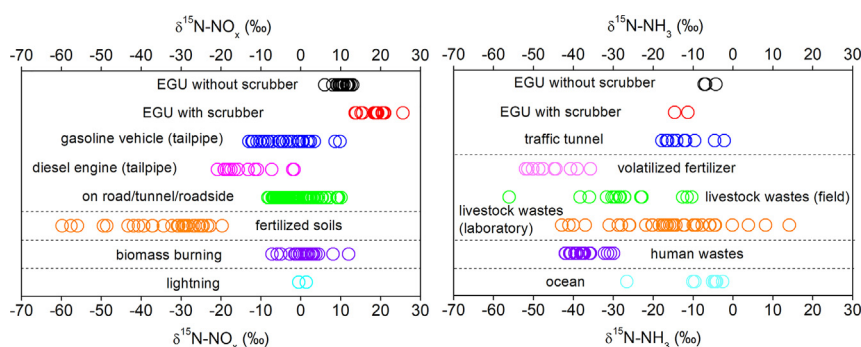 δ¹⁵N-NOₓ (‰)
-70 -60 -50 -40 -30 -20 -10 0 10 20 30
EGU without scrubber
EGU with scrubber
gasoline vehicle (tailpipe)
diesel engine (tailpipe)
on road/tunnel/roadside
fertilized soils
biomass burning
lightning
-70 -60 -50 -40 -30 -20 -10 0 10 20 30
δ¹⁵N-NOₓ (‰)
δ¹⁵N-NH₃ (‰)
-70 -60 -50 -40 -30 -20 -10 0 10 20 30
EGU without scrubber
EGU with scrubber
traffic tunnel
volatilized fertilizer
livestock wastes (field)
livestock wastes
(laboratory)
human wastes
ocean
-70 -60 -50 -40 -30 -20 -10 0 10 20 30
δ¹⁵N-NH₃ (‰)